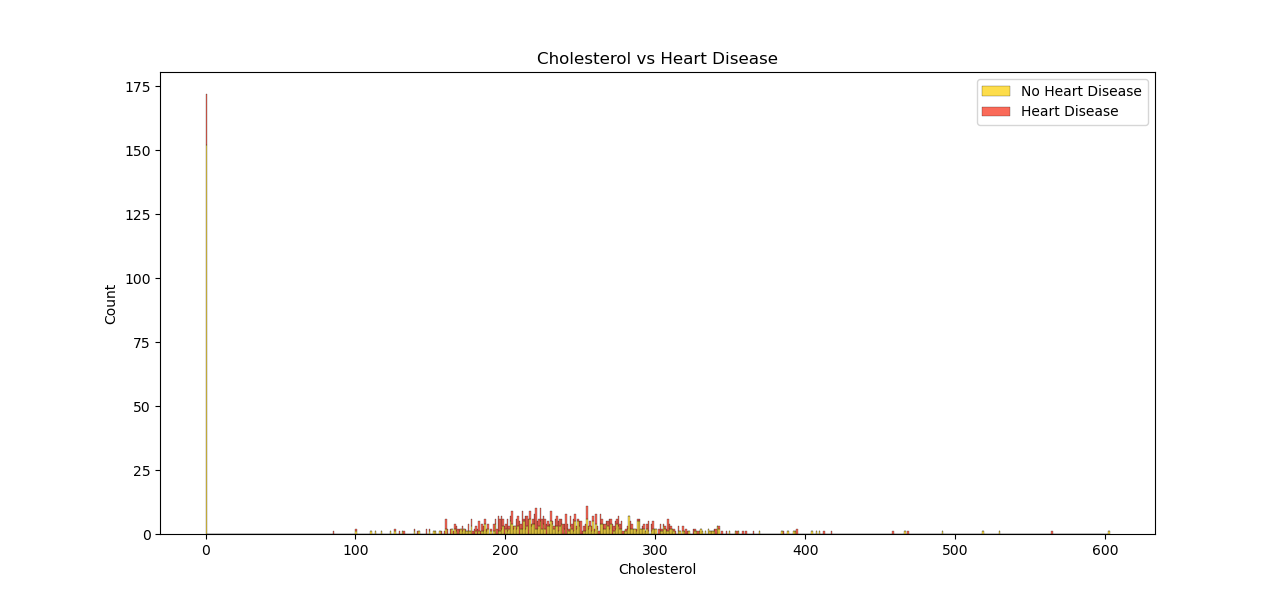 Cholesterol vs Heart Disease
No Heart Disease
Heart Disease
175
150
125
100
75
50
25
0
Count
0 100 200 300 400 500 600
Cholesterol